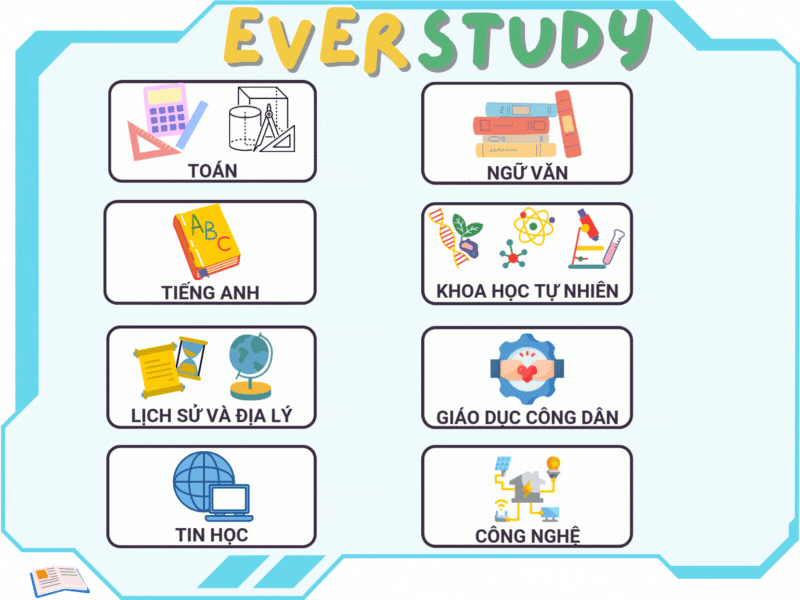 EVERSTUDY
TOÁN
NGỮ VĂN
ABC
TIẾNG ANH
KHOA HỌC TỰ NHIÊN
LỊCH SỬ VÀ ĐỊA LÝ
GIÁO DỤC CÔNG DÂN
TIN HỌC
CÔNG NGHỆ